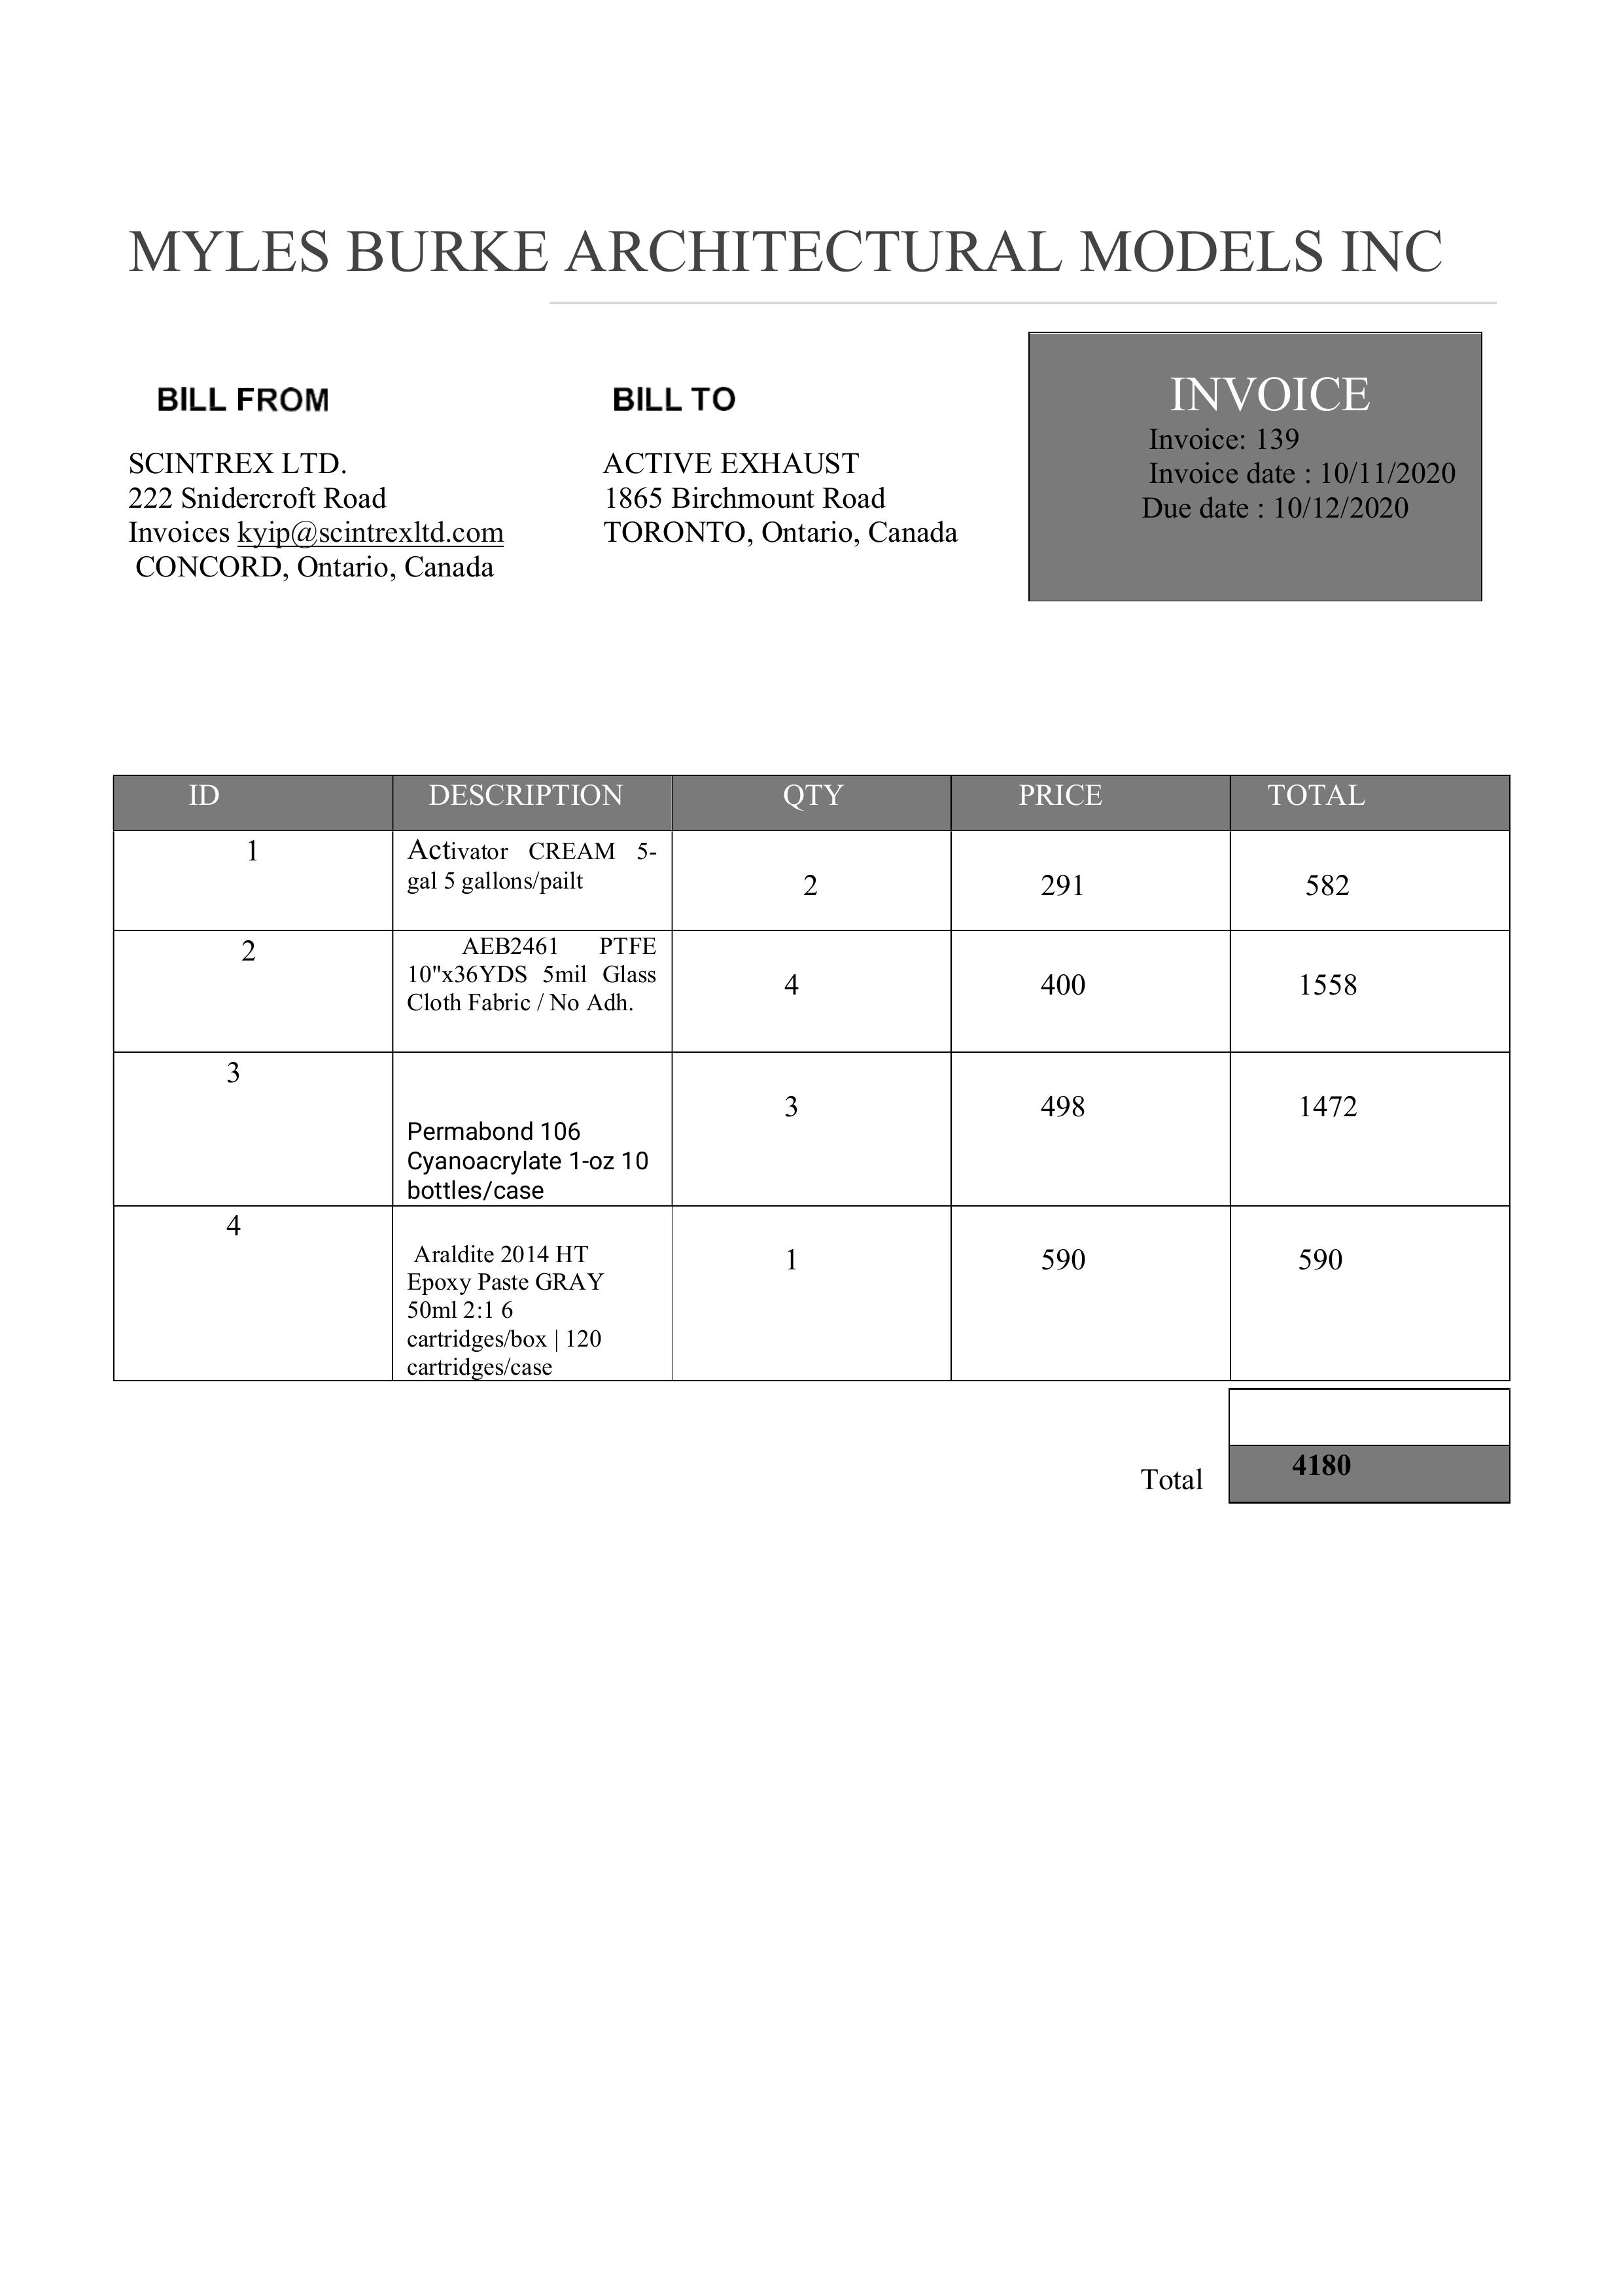 MYLES BURKE ARCHITECTURAL MODELS INC
BILL FROM
SCINTREX LTD.
222 Snidercroft Road
Invoices kyip@scintrexltd.com
CONCORD, Ontario, Canada
BILL TO
ACTIVE EXHAUST
1865 Birchmount Road
TORONTO, Ontario, Canada
INVOICE
Invoice: 139
Invoice date : 10/11/2020
Due date : 10/12/2020
ID DESCRIPTION QTY PRICE TOTAL
1
Activator CREAM 5-
gal 5 gallons/pailt
2 291 582
2
AEB2461 PTFE
10"x36YDS 5mil Glass
Cloth Fabric / No Adh.
4 400 1558
3
Permabond 106
Cyanoacrylate 1-oz 10
bottles/case
3 498 1472
4
Araldite 2014 HT
Epoxy Paste GRAY
50ml 2:1 6
cartridges/box | 120
cartridges/case
1 590 590
Total 4180